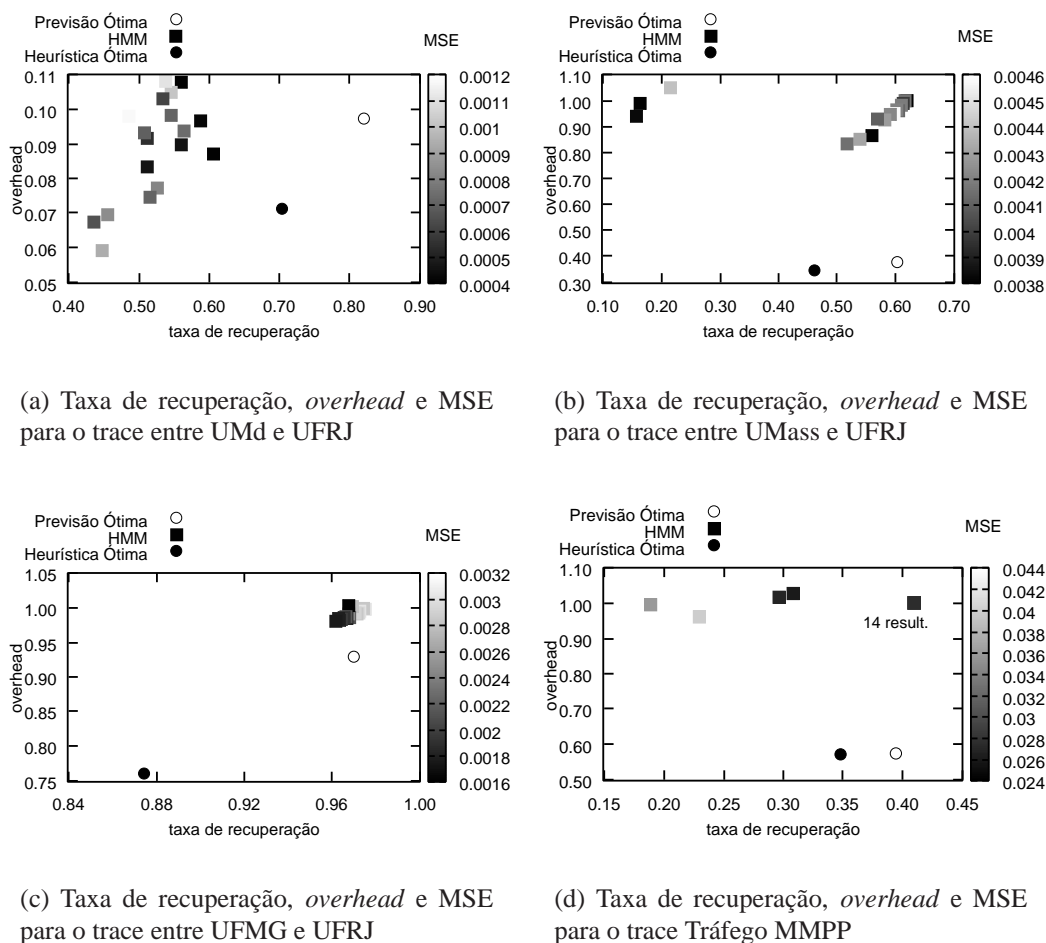 Previsão Ótima
HMM
Heurística Ótima
MSE
overhead
0.11
0.10
0.09
0.08
0.07
0.06
0.05
0.40 0.50 0.60 0.70 0.80 0.90
taxa de recuperação
0.0012
0.0011
0.001
0.0009
0.0008
0.0007
0.0006
0.0005
0.0004
(a) Taxa de recuperação, overhead e MSE
para o trace entre UMd e UFRJ
Previsão Ótima
HMM
Heurística Ótima
MSE
overhead
1.10
1.00
0.90
0.80
0.70
0.60
0.50
0.40
0.30
0.10 0.20 0.30 0.40 0.50 0.60 0.70
taxa de recuperação
0.0046
0.0045
0.0044
0.0043
0.0042
0.0041
0.004
0.0039
0.0038
(b) Taxa de recuperação, overhead e MSE
para o trace entre UMass e UFRJ
Previsão Ótima
HMM
Heurística Ótima
MSE
overhead
1.05
1.00
0.95
0.90
0.85
0.80
0.75
0.84 0.88 0.92 0.96 1.00
taxa de recuperação
0.0032
0.003
0.0028
0.0026
0.0024
0.0022
0.002
0.0018
0.0016
(c) Taxa de recuperação, overhead e MSE
para o trace entre UFMG e UFRJ
Previsão Ótima
HMM
Heurística Ótima
MSE
overhead
1.10
1.00
0.90
0.80
0.70
0.60
0.50
14 result.
0.15 0.20 0.25 0.30 0.35 0.40 0.45
taxa de recuperação
0.044
0.042
0.04
0.038
0.036
0.034
0.032
0.03
0.028
0.026
0.024
(d) Taxa de recuperação, overhead e MSE
para o trace Tráfego MMPP